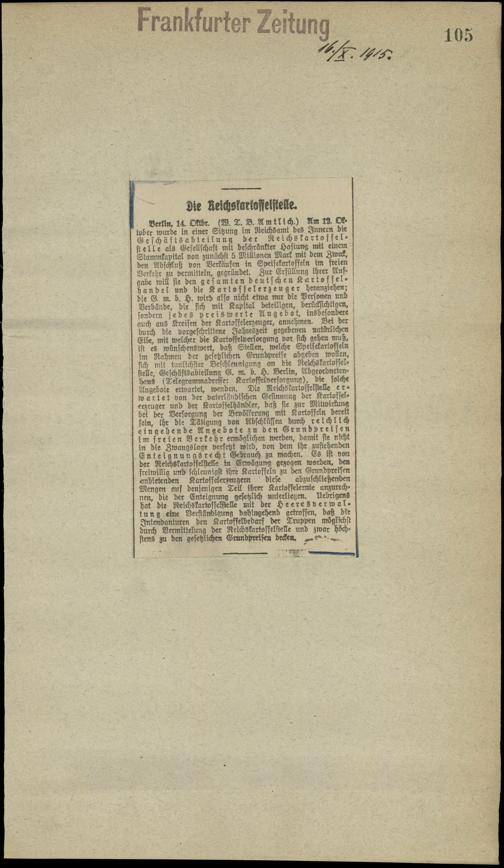 Frankfurter Zeitung
105
16./X. 1915.
Die Reichskartoffelstelle.
Berlin, 14. Oktbr. (W. T. B. Amtlich.) Am 12. Ok-
tober wurde in einer Sitzung im Reichsamt des Innern die
Geschäftsabteilung der Reichskartoffel-
stelle als Gesellschaft mit beschränkter Haftung mit einem
Stammkapital von zunächst 5 Millionen Mark mit dem Zweck,
den Abschluß von Verkäufen in Speisekartoffeln im freien
Verkehr zu vermitteln, gegründet. Zur Erfüllung ihrer Auf-
gabe will sie den gesamten deutschen Kartoffel-
handel und die Kartoffelerzeuger heranziehen;
die G. m. b. H. wird also nicht etwa nur die Personen und
Verbände, die sich mit Kapital beteiligen, berücksichtigen,
sondern jedes preiswerte Angebot, insbesondere
auch aus Kreisen der Kartoffelerzeuger, annehmen. Bei der
durch die vorgeschrittene Jahreszeit gegebenen natürlichen
Eile, mit welcher die Kartoffelversorgung vor sich gehen muß,
ist es wünschenswert, daß Stellen, welche Speisekartoffeln
im Rahmen der gesetzlichen Grundpreise abgeben wollen,
sich mit tunlichster Beschleunigung an die Reichskartoffel-
stelle, Geschäftsabteilung G. m. b. H. Berlin, Abgeordneten-
haus (Telegrammadresse: Kartoffelversorgung), die solche
Angebote erwartet, wenden. Die Reichskartoffelstelle er-
wartet von der vaterländischen Gesinnung der Kartoffel-
erzeuger und der Kartoffelhändler, daß sie zur Mitwirkung
bei der Versorgung der Bevölkerung mit Kartoffeln bereit
sein, ihr die Tätigung von Abschlüssen durch reichlich
eingehende Angebote zu den Grundpreisen
im freien Verkehr ermöglichen werden, damit sie nicht
in die Zwangslage versetzt wird, von dem ihr zustehenden
Enteignungsrecht Gebrauch zu machen. Es ist von
der Reichskartoffelstelle in Erwägung gezogen worden, den
freiwillig und schleunigst ihre Kartoffeln zu den Grundpreisen
anbietenden Kartoffelerzeugern diese abzuschließenden
Mengen auf denjenigen Teil ihrer Kartoffelernte anzurech-
nen, die der Enteignung gesetzlich unterliegen. Uebrigens
hat die Reichskartoffelstelle mit der Heeresverwal-
tung eine Verständigung dahingehend getroffen, daß die
Intendanturen den Kartoffelbedarf der Truppen möglichst
durch Vermittelung der Reichskartoffelstelle und zwar höch-
stens zu den gesetzlichen Grundpreisen decken.